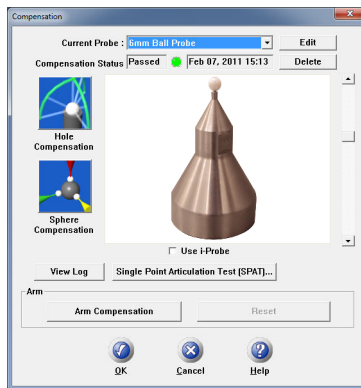 Compensation
Current Probe : 6mm Ball Probe Edit
Compensation Status Passed Feb 07, 2011 15:13 Delete
Hole
Compensation
Sphere
Compensation
Use i-Probe
View Log Single Point Articulation Test (SPAT)...
Arm
Arm Compensation Reset
OK Cancel Help